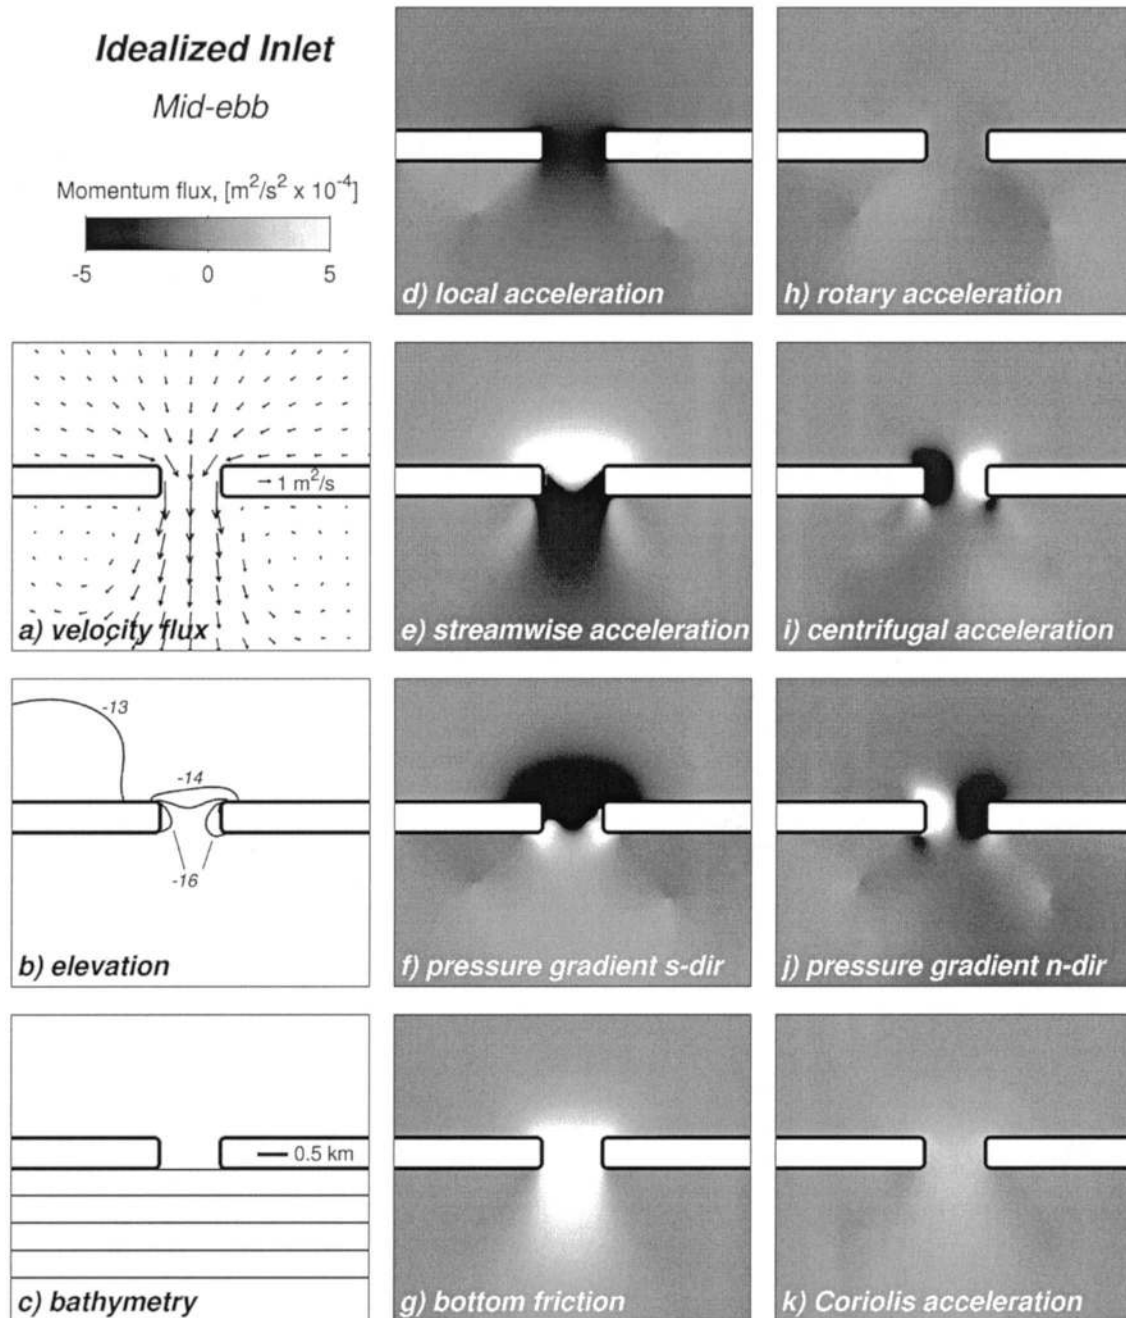 Idealized Inlet
Mid-ebb
Momentum flux, [m²/s² x 10⁻⁴]
-5 0 5
d) local acceleration
h) rotary acceleration
1 m²/s
a) velocity flux
e) streamwise acceleration
i) centrifugal acceleration
-13
-14
-16
b) elevation
f) pressure gradient s-dir
j) pressure gradient n-dir
0.5 km
c) bathymetry
g) bottom friction
k) Coriolis acceleration